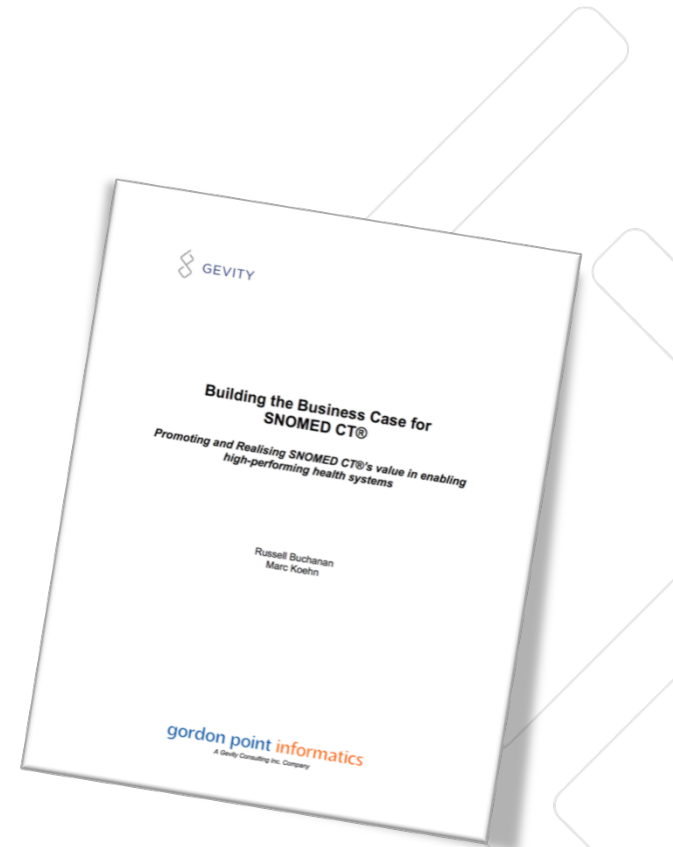 GEVITY
Building the Business Case for
SNOMED CT®
Promoting and Realising SNOMED CT®'s value in enabling
high-performing health systems
Russell Buchanan
Marc Koehn
gordon point informatics
A Gevity Consulting Inc. Company